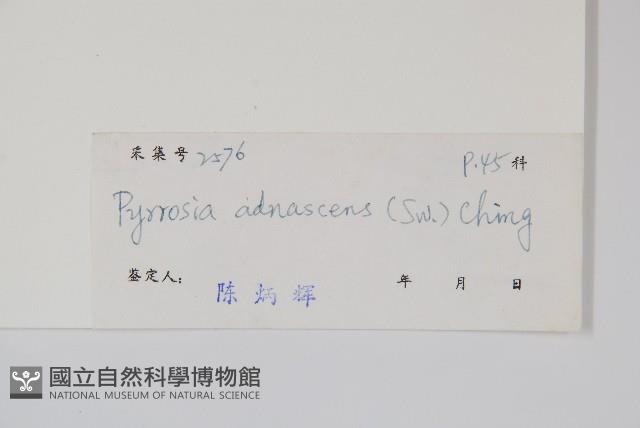 采集号 2576 P.45 科
Pyrrosia adnascens (Sw.) Ching
鉴定人: 陈炳辉 年 月 日
國立自然科學博物館
NATIONAL MUSEUM OF NATURAL SCIENCE